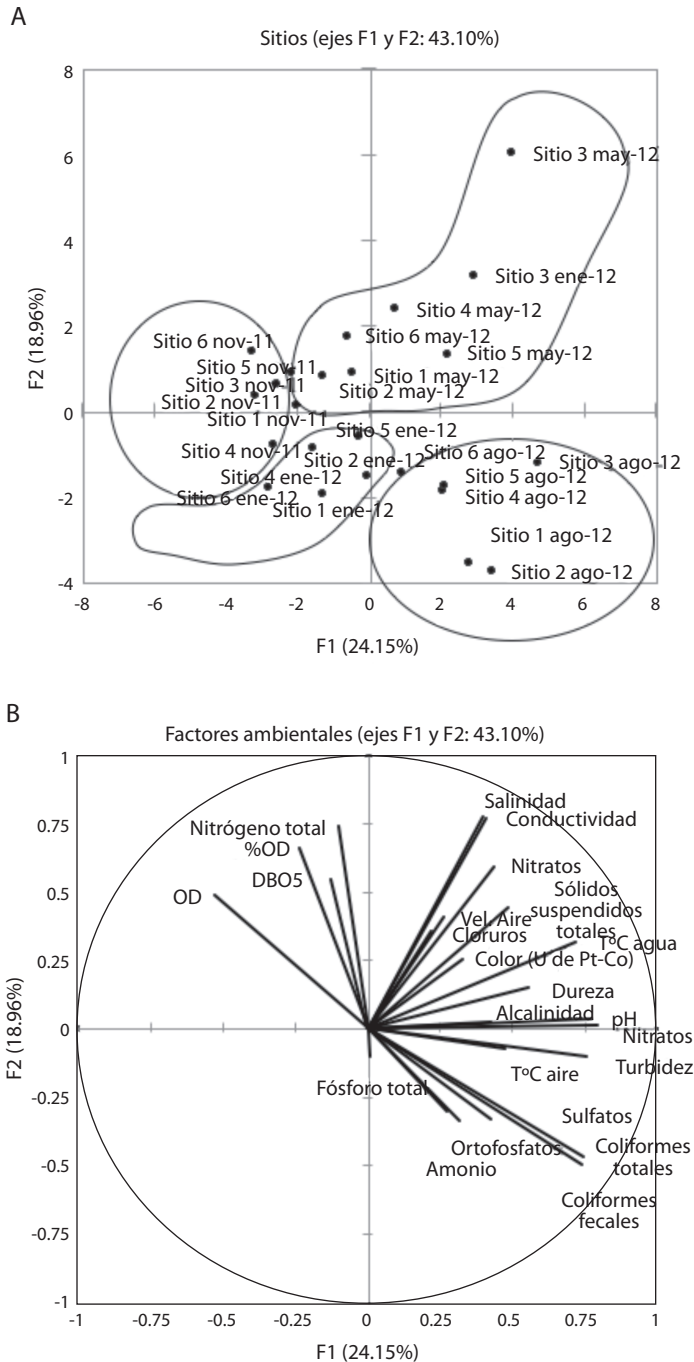 A
Sitios (ejes F1 y F2: 43.10%)
8
Sitio 3 may-12
6
4
Sitio 3 ene-12
Sitio 4 may-12
2
Sitio 6 may-12
Sitio 6 nov-11
Sitio 5 may-12
Sitio 5 nov-11
Sitio 1 may-12
Sitio 3 nov-11
Sitio 2 may-12
Sitio 2 nov-11
0
Sitio 1 nov-11
Sitio 5 ene-12
Sitio 4 nov-11
Sitio 6 ago-12
Sitio 2 ene-12
Sitio 3 ago-12
Sitio 4 ene-12
Sitio 5 ago-12
-2
Sitio 6 ene-12
Sitio 4 ago-12
Sitio 1 ene-12
Sitio 1 ago-12
Sitio 2 ago-12
-4
F2 (18.96%)
-8 -6 -4 -2 0 2 4 6 8
F1 (24.15%)
B
Factores ambientales (ejes F1 y F2: 43.10%)
1
Salinidad
Conductividad
0.75
Nitrógeno total
%OD
DBO5
Nitratos
OD
0.5
Sólidos
suspendidos
totales
Vel. Aire
Cloruros
TºC agua
Color (U de Pt-Co)
0.25
Dureza
Alcalinidad
pH
0
Nitratos
Turbidez
TºC aire
Fósforo total
-0.25
Sulfatos
Ortofosfatos
Coliformes
totales
Amonio
-0.5
Coliformes
fecales
-0.75
-1
F2 (18.96%)
-1 -0.75 -0.5 -0.25 0 0.25 0.5 0.75 1
F1 (24.15%)